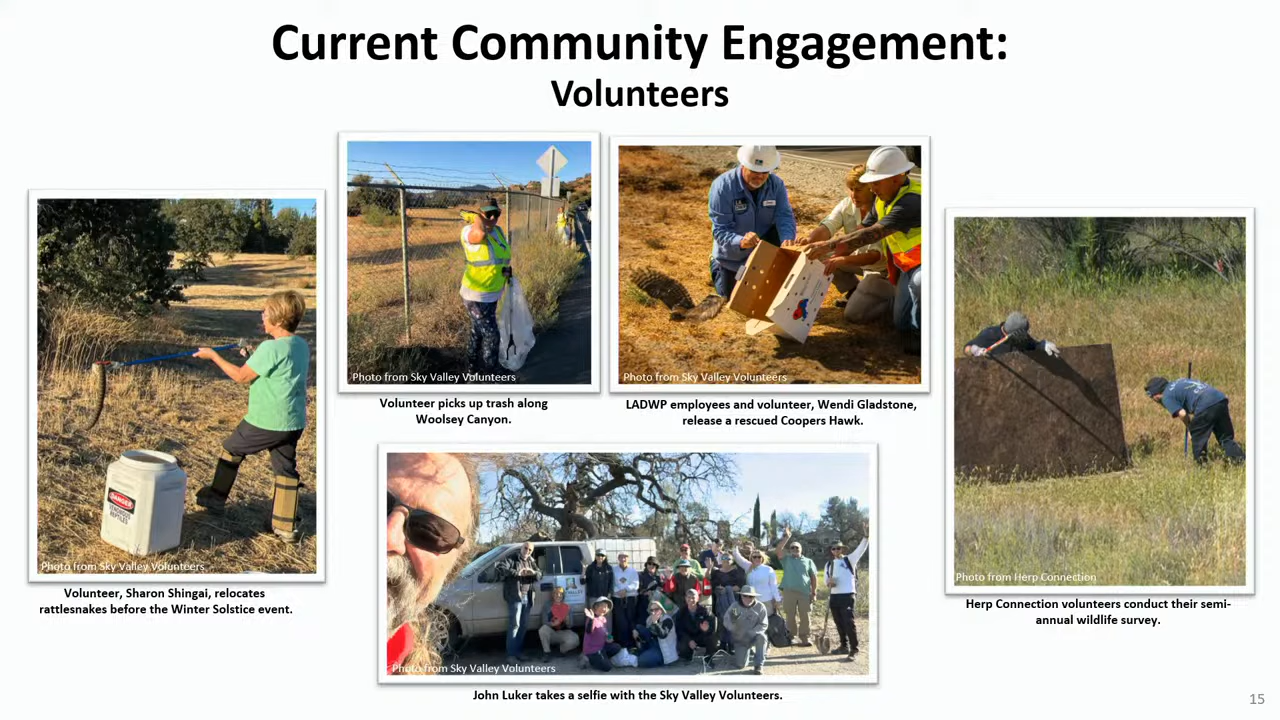 Current Community Engagement:
Volunteers
Photo from Sky Valley Volunteers
Volunteer picks up trash along
Woolsey Canyon.
Photo from Sky Valley Volunteers
LADWP employees and volunteer, Wendi Gladstone,
release a rescued Coopers Hawk.
DANGER
VENOMOUS
REPTILES
Photo from Sky Valley Volunteers
Volunteer, Sharon Shingai, relocates
rattlesnakes before the Winter Solstice event.
Photo from Herp Connection
Herp Connection volunteers conduct their semi-
annual wildlife survey.
Photo from Sky Valley Volunteers
John Luker takes a selfie with the Sky Valley Volunteers.
15